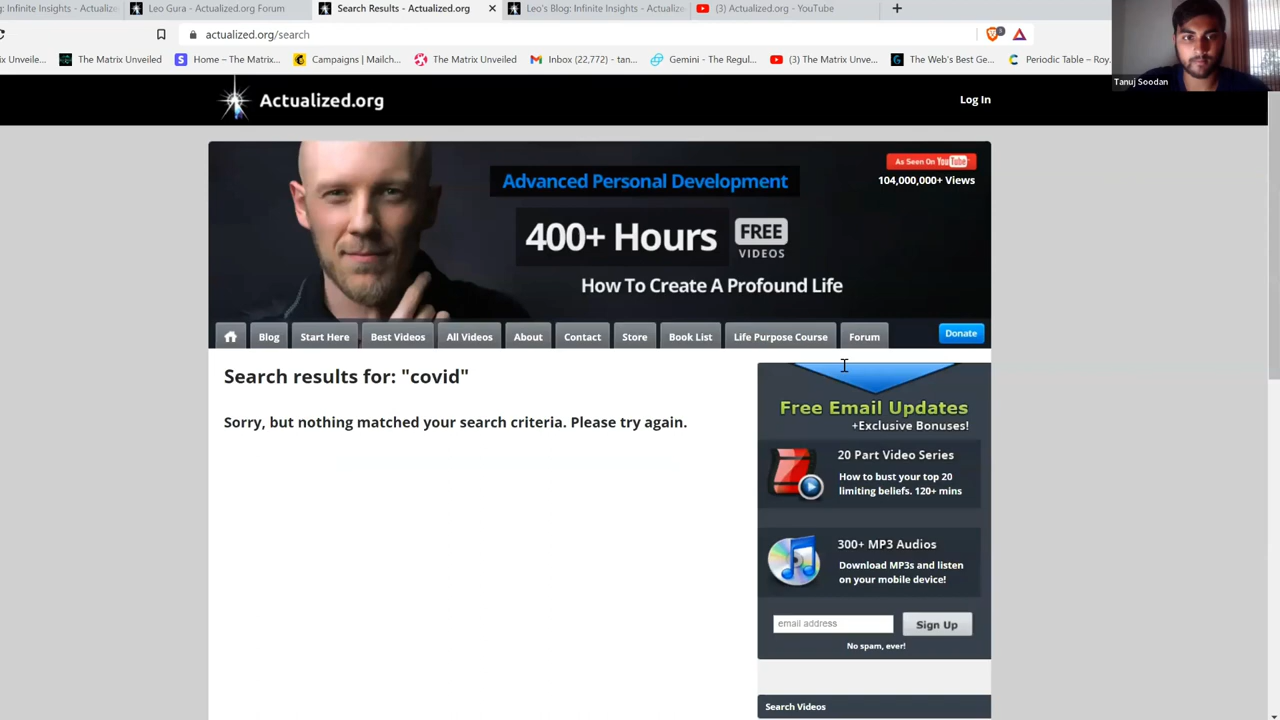 : Infinite Insights - Actualize
Leo Gura - Actualized.org Forum
Search Results - Actualized.org
Leo's Blog: Infinite Insights - Actualize
(3) Actualized.org - YouTube
actualized.org/search
3
atrix Unveile...
The Matrix Unveiled
Home – The Matrix...
Campaigns | Mailch...
The Matrix Unveiled
Inbox (22,772) - tan...
Gemini - The Regul...
(3) The Matrix Unve...
The Web's Best Ge...
Periodic Table – Roy...
Tanuj Soodan
Actualized.org
Log In
As Seen On YouTube
104,000,000+ Views
Advanced Personal Development
400+ Hours
FREE
VIDEOS
How To Create A Profound Life
Blog
Start Here
Best Videos
All Videos
About
Contact
Store
Book List
Life Purpose Course
Forum
Donate
Search results for: "covid"
Sorry, but nothing matched your search criteria. Please try again.
Free Email Updates
+Exclusive Bonuses!
20 Part Video Series
How to bust your top 20
limiting beliefs. 120+ mins
300+ MP3 Audios
Download MP3s and listen
on your mobile device!
email address
Sign Up
No spam, ever!
Search Videos